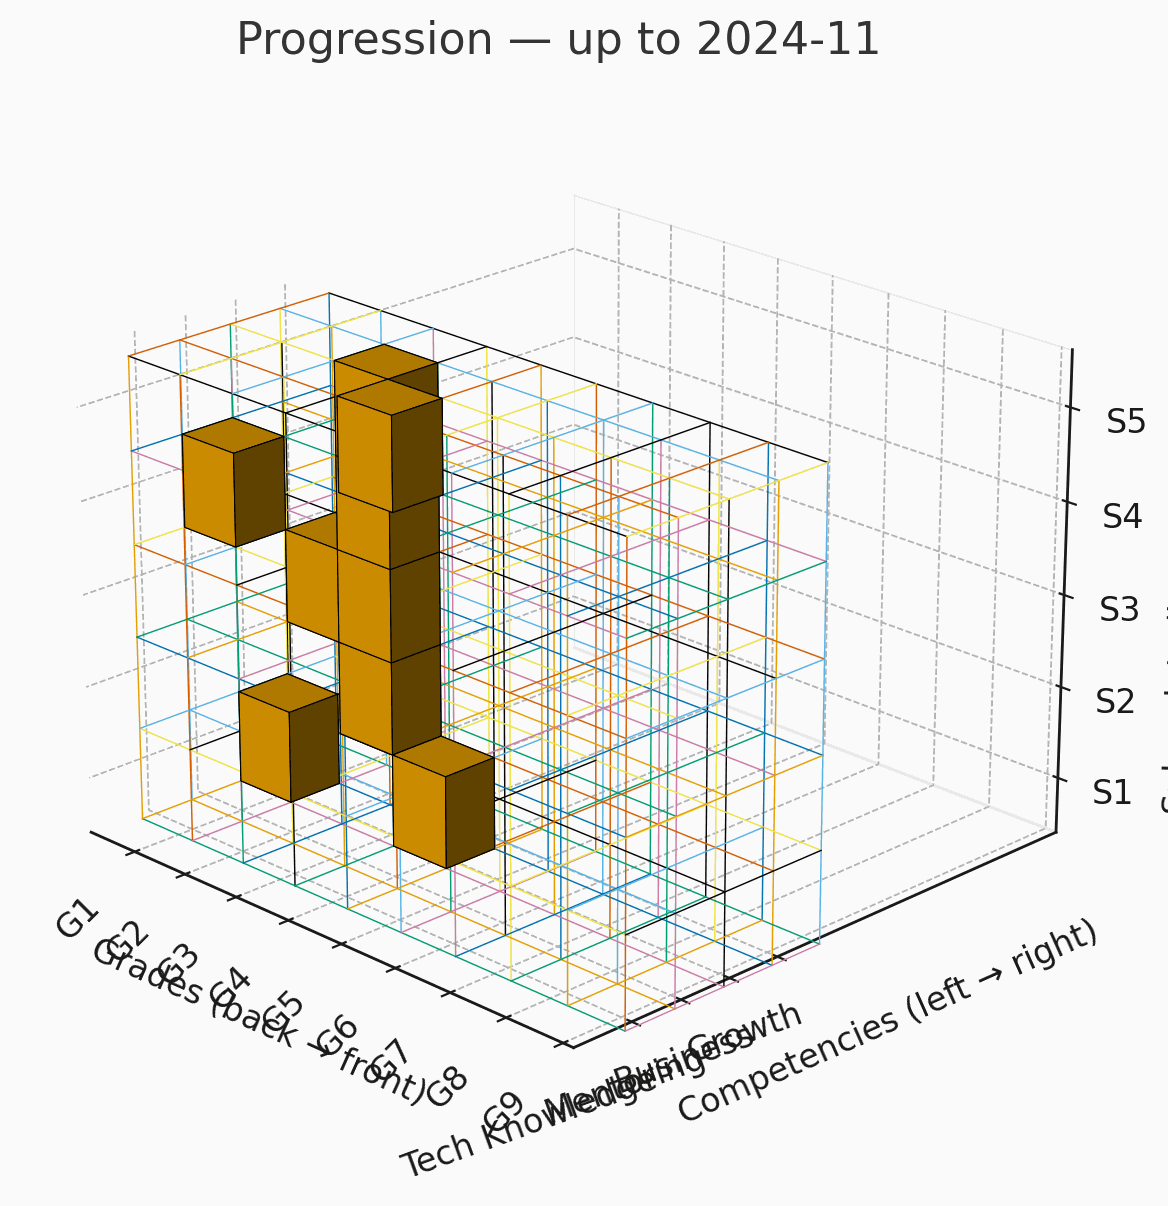 Progression — up to 2024-11
S5
S4
S3
S2
S1
G1
G2
G3
G4
G5
G6
G7
G8
G9
Grades (back → front)
Tech Knowledge
Mentoring
Business
Growth
Competencies (left → right)